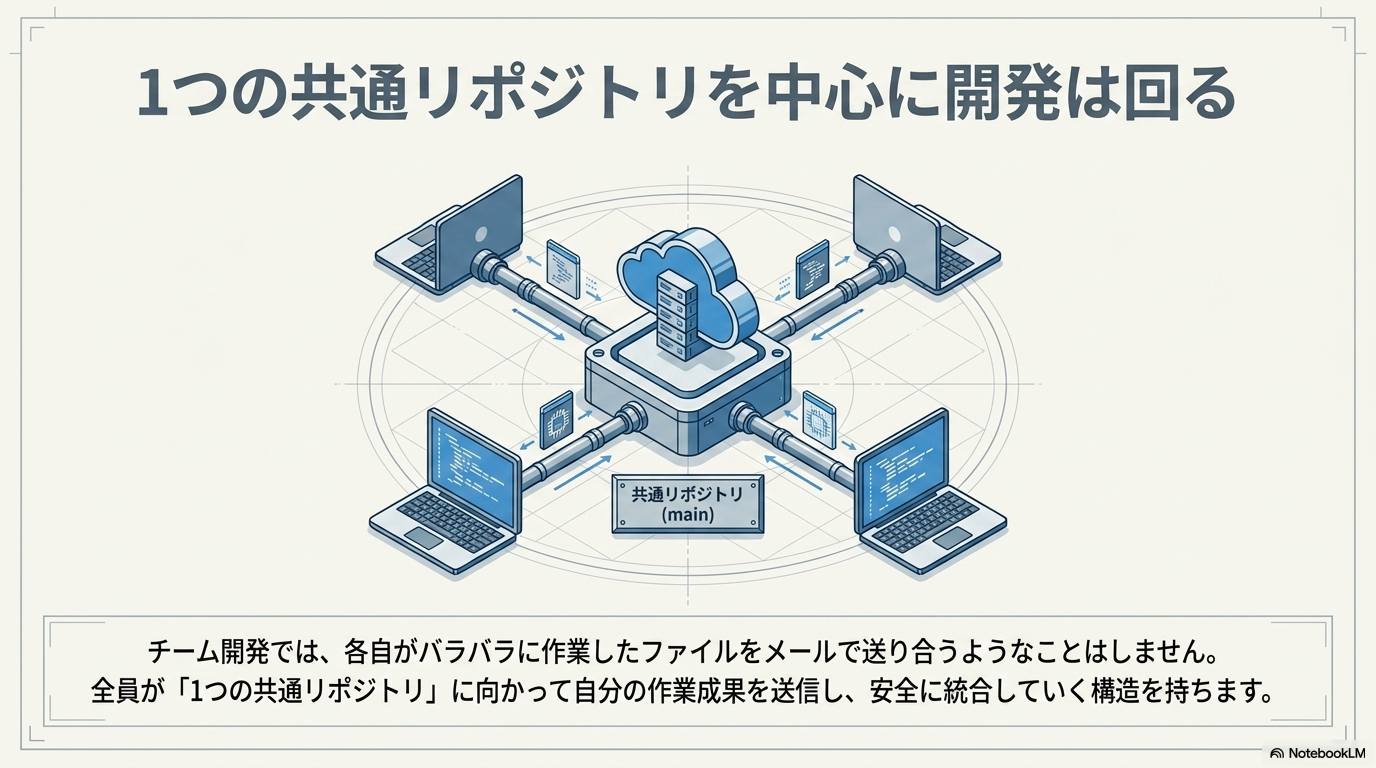 1つの共通リポジトリを中心に開発は回る
共通リポジトリ
(main)
チーム開発では、各自がバラバラに作業したファイルをメールで送り合うようなことはしません。
全員が「1つの共通リポジトリ」に向かって自分の作業成果を送信し、安全に統合していく構造を持ちます。
NotebookLM